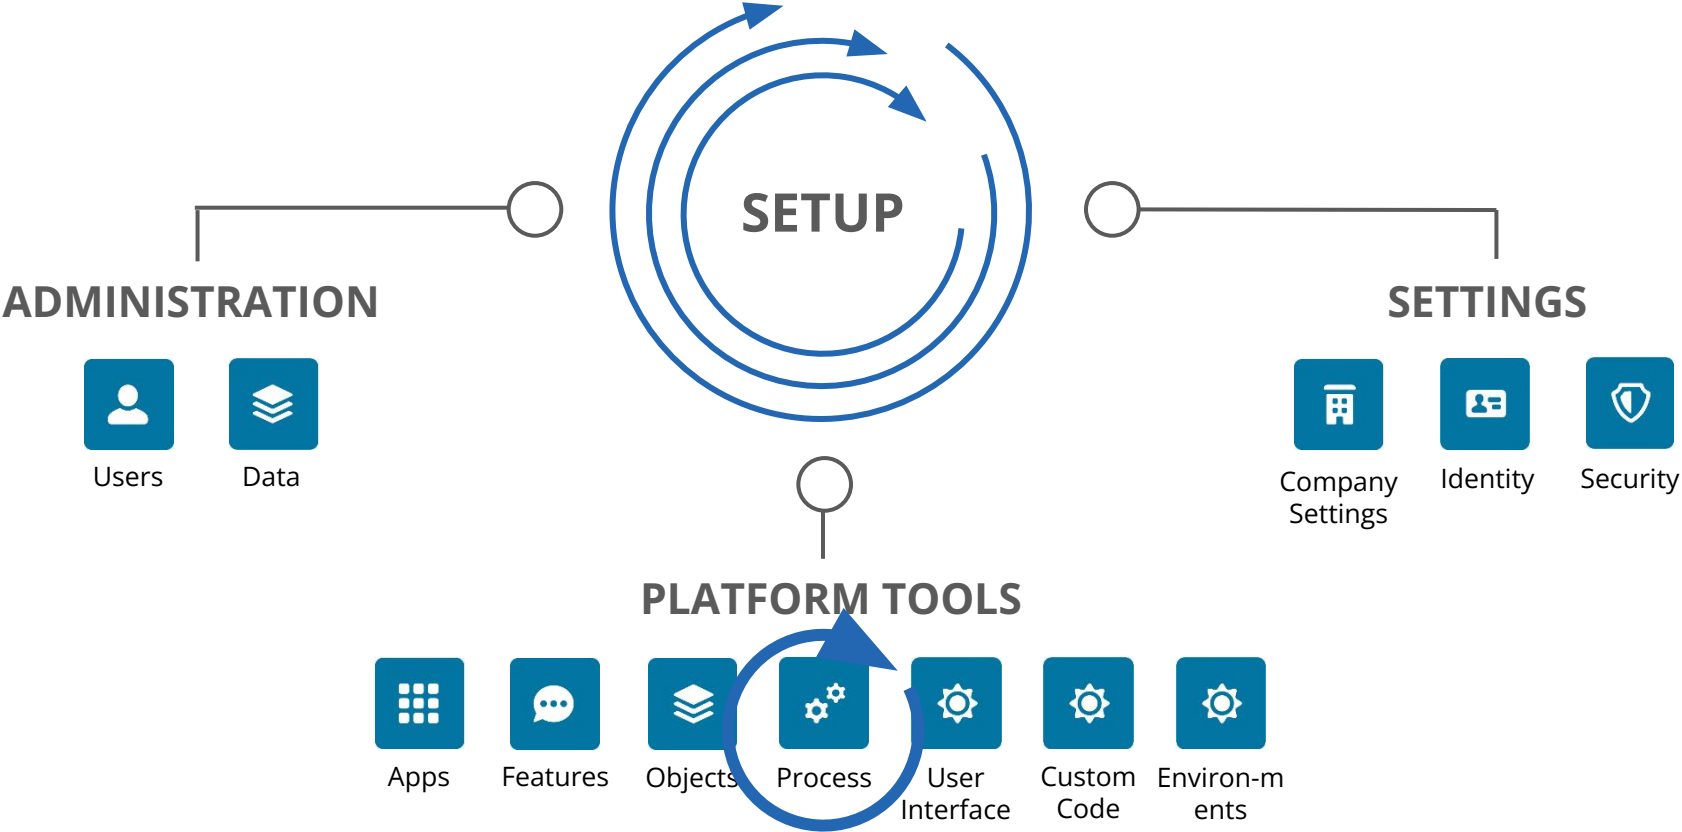 SETUP
ADMINISTRATION
Users
Data
SETTINGS
Company
Settings
Identity
Security
PLATFORM TOOLS
Apps
Features
Objects
Process
User
Interface
Custom
Code
Environ-m
ents